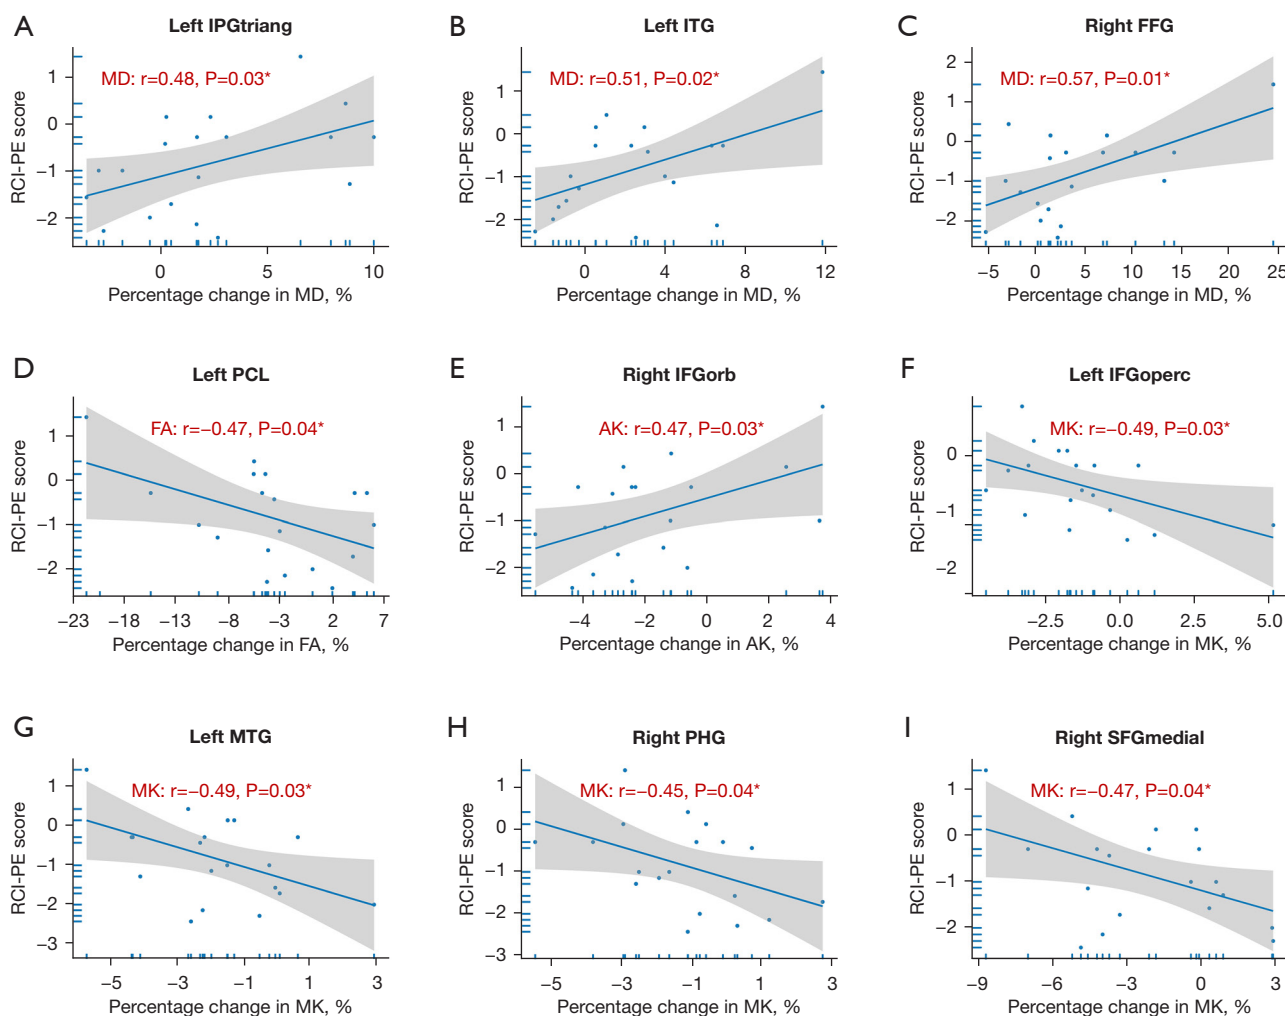 A
Left IPGtriang
MD: r=0.48, P=0.03*
RCI-PE score
1
0
−1
−2
0
5
10
Percentage change in MD, %
B
Left ITG
MD: r=0.51, P=0.02*
RCI-PE score
1
0
−1
−2
0
4
8
12
Percentage change in MD, %
C
Right FFG
MD: r=0.57, P=0.01*
RCI-PE score
2
1
0
−1
−2
−5
0
5
10
15
20
25
Percentage change in MD, %
D
Left PCL
FA: r=−0.47, P=0.04*
RCI-PE score
1
0
−1
−2
−23
−18
−13
−8
−3
2
7
Percentage change in FA, %
E
Right IFGorb
AK: r=0.47, P=0.03*
RCI-PE score
1
0
−1
−2
−4
−2
0
2
4
Percentage change in AK, %
F
Left IFGoperc
MK: r=−0.49, P=0.03*
RCI-PE score
0
−1
−2
−2.5
0.0
2.5
5.0
Percentage change in MK, %
G
Left MTG
MK: r=−0.49, P=0.03*
RCI-PE score
1
0
−1
−2
−3
−5
−3
−1
1
3
Percentage change in MK, %
H
Right PHG
MK: r=−0.45, P=0.04*
RCI-PE score
1
0
−1
−2
−3
−5
−3
−1
1
3
Percentage change in MK, %
I
Right SFGmedial
MK: r=−0.47, P=0.04*
RCI-PE score
1
0
−1
−2
−9
−6
−3
0
3
Percentage change in MK, %